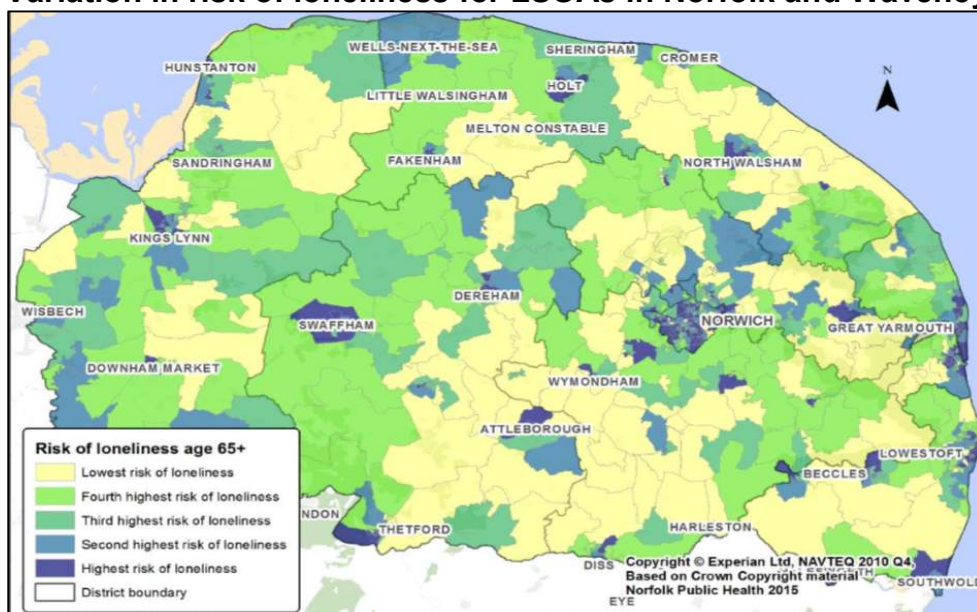 Variation in risk of loneliness for LSOAs in Norfolk and Waveney
WELLS-NEXT-THE-SEA
SHERINGHAM
CROMER
HUNSTANTON
HOLT
N
LITTLE WALSINGHAM
MELTON CONSTABLE
SANDRINGHAM
FAKENHAM
NORTH WALSHAM
KINGS LYNN
DEREHAM
WISBECH
SWAFFHAM
NORWICH
GREAT YARMOUTH
DOWNHAM MARKET
WYMONDHAM
ATTLEBOROUGH
LOWESTOFT
BECCLES
Risk of loneliness age 65+
Lowest risk of loneliness
Fourth highest risk of loneliness
Third highest risk of loneliness
Second highest risk of loneliness
Highest risk of loneliness
District boundary
NDON
THETFORD
HARLESTON
DISS
EYE
SOUTHWOLD
Copyright © Experian Ltd, NAVTEQ 2010 Q4,
Based on Crown Copyright material
Norfolk Public Health 2015